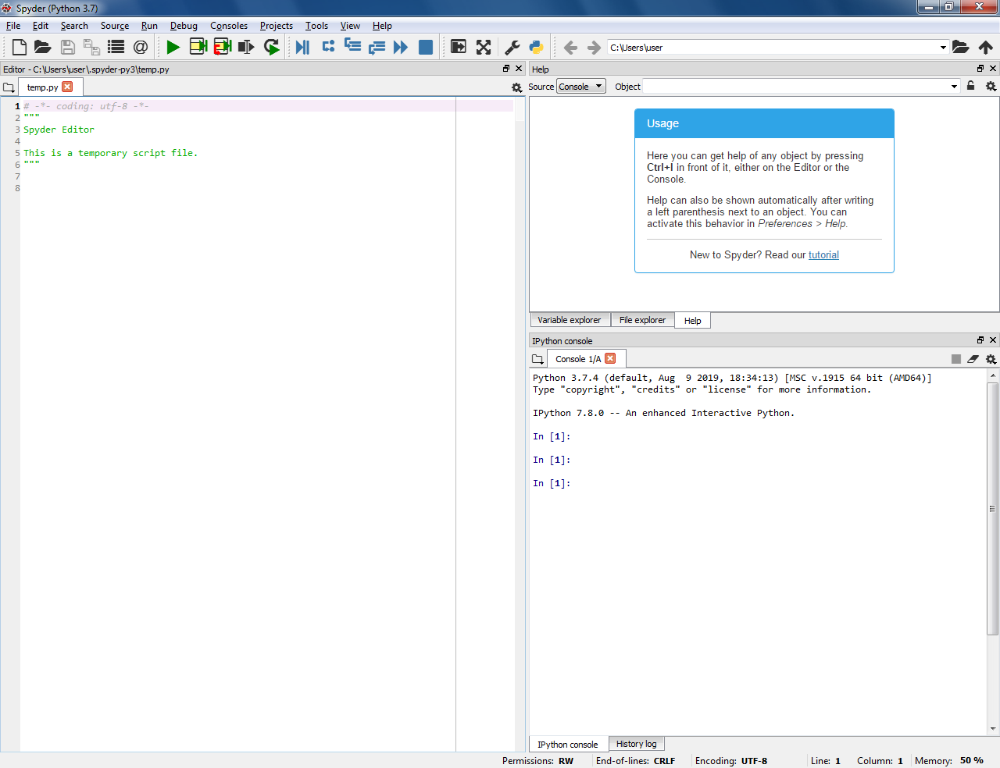 Spyder (Python 3.7)
File Edit Search Source Run Debug Consoles Projects Tools View Help
C:\Users\user
Editor - C:\Users\user\.spyder-py3\temp.py
temp.py
1 # -*- coding: utf-8 -*-
2 """
3 Spyder Editor
4
5 This is a temporary script file.
6 """
7
8
Help
Source Console Object
Usage
Here you can get help of any object by pressing
Ctrl+I in front of it, either on the Editor or the
Console.
Help can also be shown automatically after writing
a left parenthesis next to an object. You can
activate this behavior in Preferences > Help.
New to Spyder? Read our tutorial
Variable explorer File explorer Help
IPython console
Console 1/A
Python 3.7.4 (default, Aug  9 2019, 18:34:13) [MSC v.1915 64 bit (AMD64)]
Type "copyright", "credits" or "license" for more information.
IPython 7.8.0 -- An enhanced Interactive Python.
In [1]:
In [1]:
In [1]:
IPython console History log
Permissions: RW End-of-lines: CRLF Encoding: UTF-8 Line: 1 Column: 1 Memory: 50 %